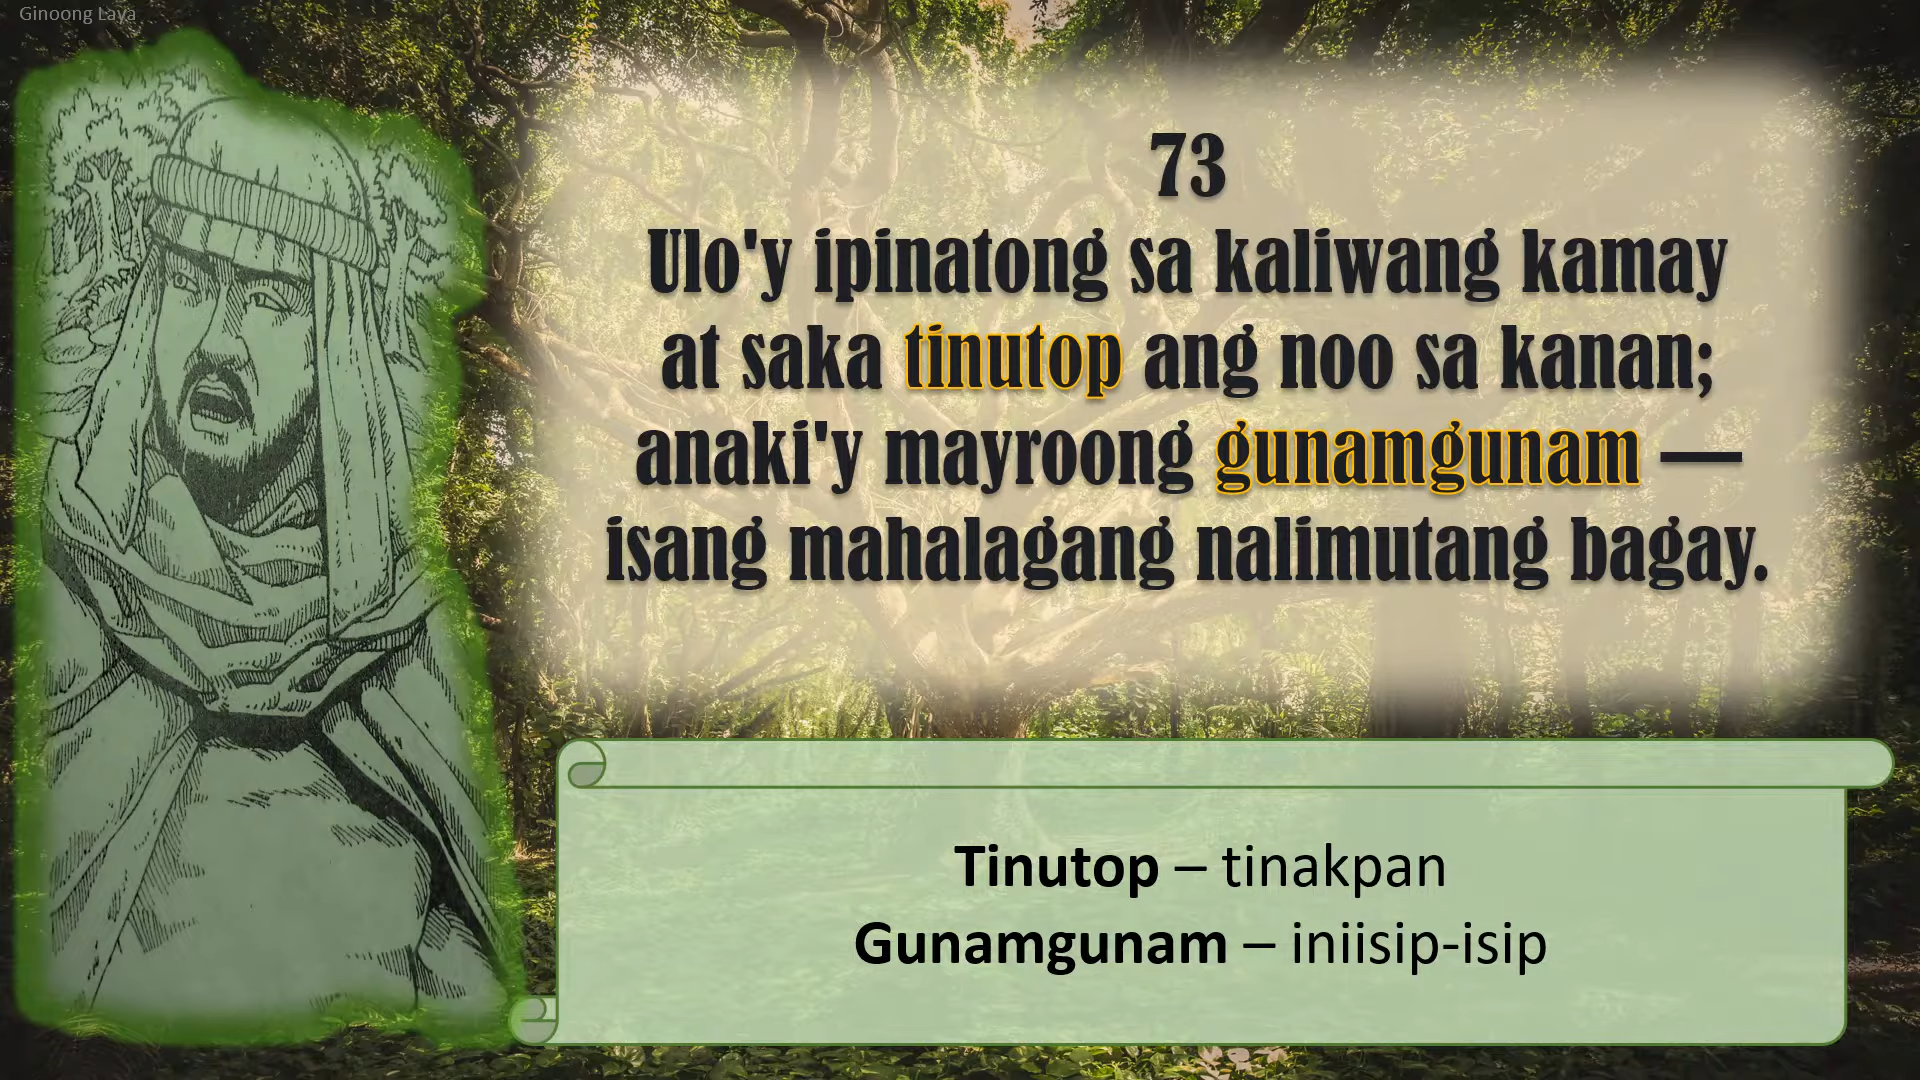 Ginoong Laya
73
Ulo'y ipinatong sa kaliwang kamay
at saka tinutop ang noo sa kanan;
anaki'y mayroong gunamgunam —
isang mahalagang nalimutang bagay.
Tinutop – tinakpan
Gunamgunam – iniisip-isip